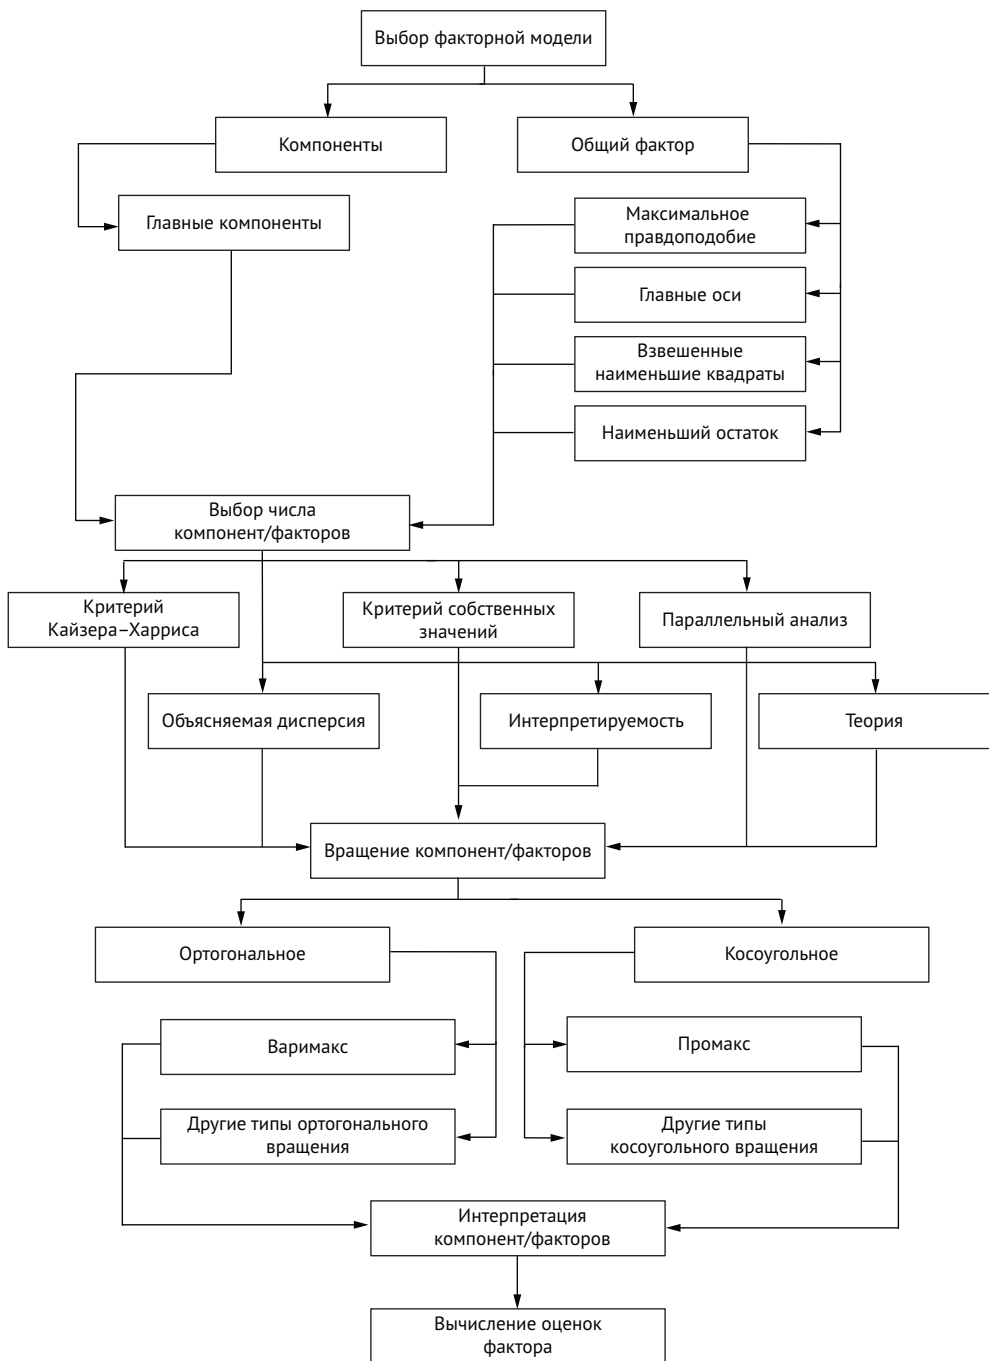 Выбор факторной модели
Компоненты
Общий фактор
Главные компоненты
Максимальное
правдоподобие
Главные оси
Взвешенные
наименьшие квадраты
Наименьший остаток
Выбор числа
компонент/факторов
Критерий
Кайзера–Харриса
Критерий собственных
значений
Параллельный анализ
Объясняемая дисперсия
Интерпретируемость
Теория
Вращение компонент/факторов
Ортогональное
Косоугольное
Варимакс
Промакс
Другие типы ортогонального
вращения
Другие типы
косоугольного вращения
Интерпретация
компонент/факторов
Вычисление оценок
фактора